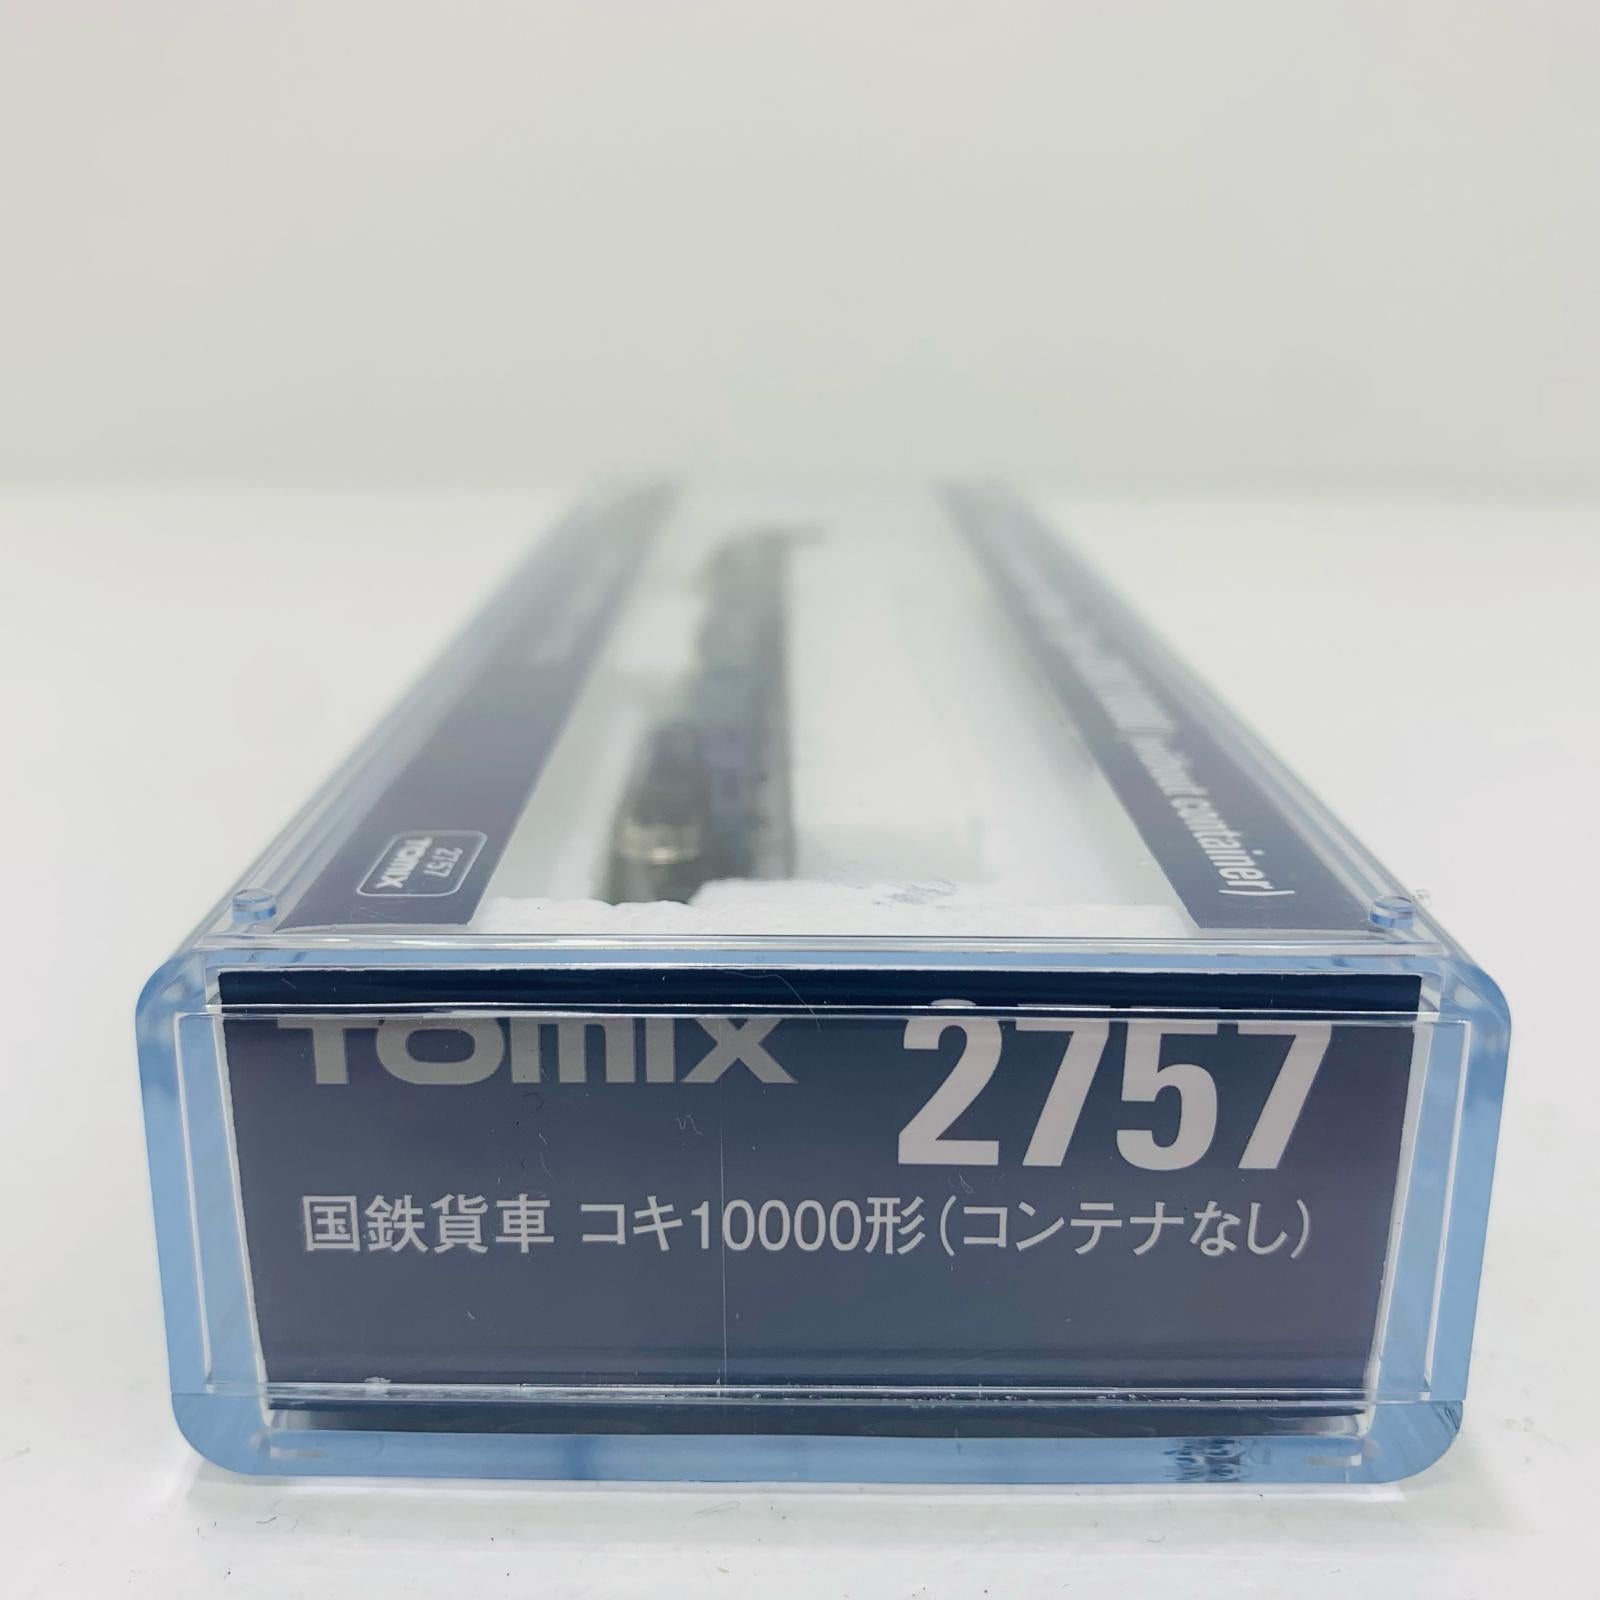 without container)
2757
TOMIX
TOMIX 2757
国鉄貨車 コキ10000形(コンテナなし)